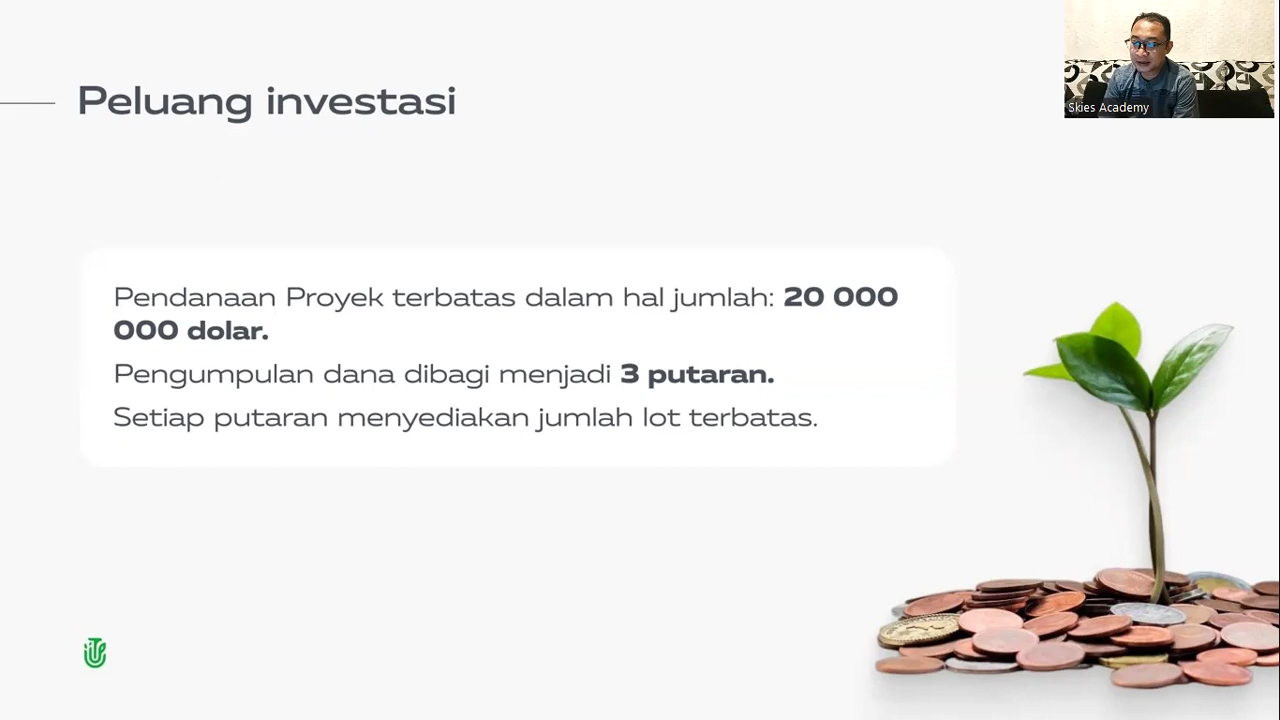 Skies Academy
Peluang investasi
Pendanaan Proyek terbatas dalam hal jumlah: 20 000
000 dolar.
Pengumpulan dana dibagi menjadi 3 putaran.
Setiap putaran menyediakan jumlah lot terbatas.